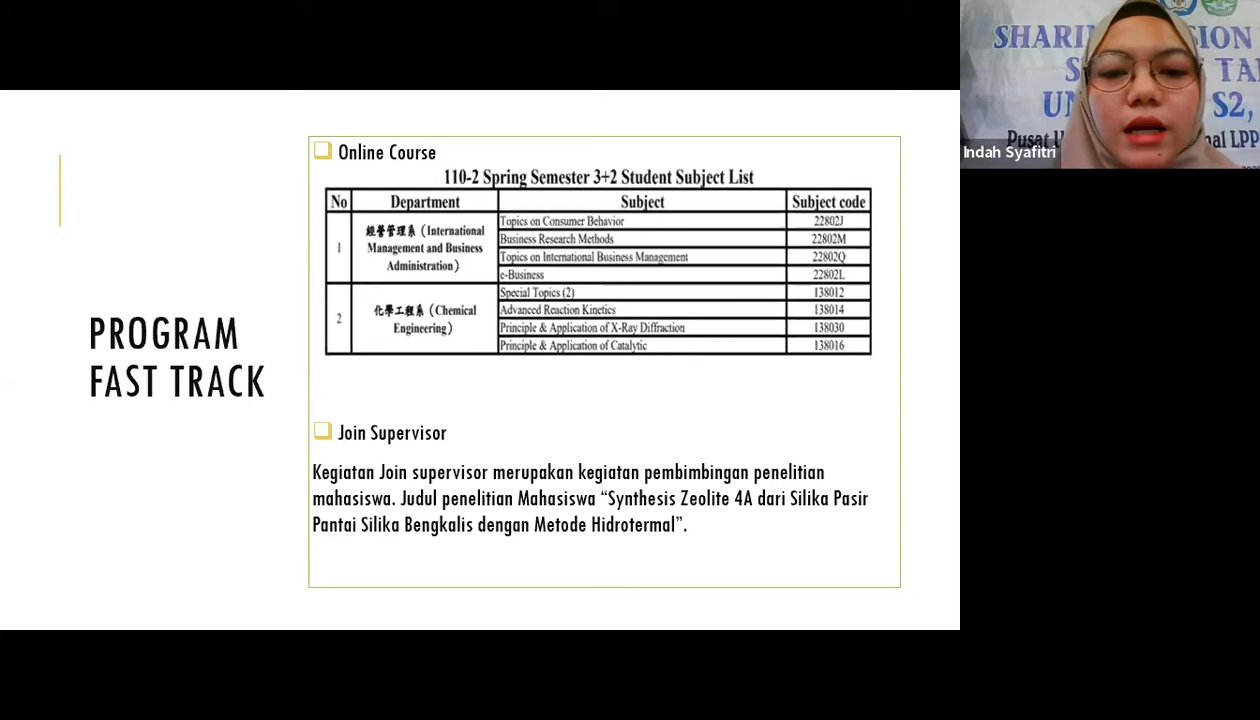 PROGRAM
FAST TRACK
Online Course
110-2 Spring Semester 3+2 Student Subject List
No Department Subject Subject code
1 經營管理系 (International Management and Business Administration)
Topics on Consumer Behavior 22802J
Business Research Methods 22802M
Topics on International Business Management 22802Q
e-Business 22802L
2 化學工程系 (Chemical Engineering)
Special Topics (2) 138012
Advanced Reaction Kinetics 138014
Principle & Application of X-Ray Diffraction 138030
Principle & Application of Catalytic 138016
Join Supervisor
Kegiatan Join supervisor merupakan kegiatan pembimbingan penelitian
mahasiswa. Judul penelitian Mahasiswa “Synthesis Zeolite 4A dari Silika Pasir
Pantai Silika Bengkalis dengan Metode Hidrotermal”.
Indah Syafitri
S2,
Pusat
LPP